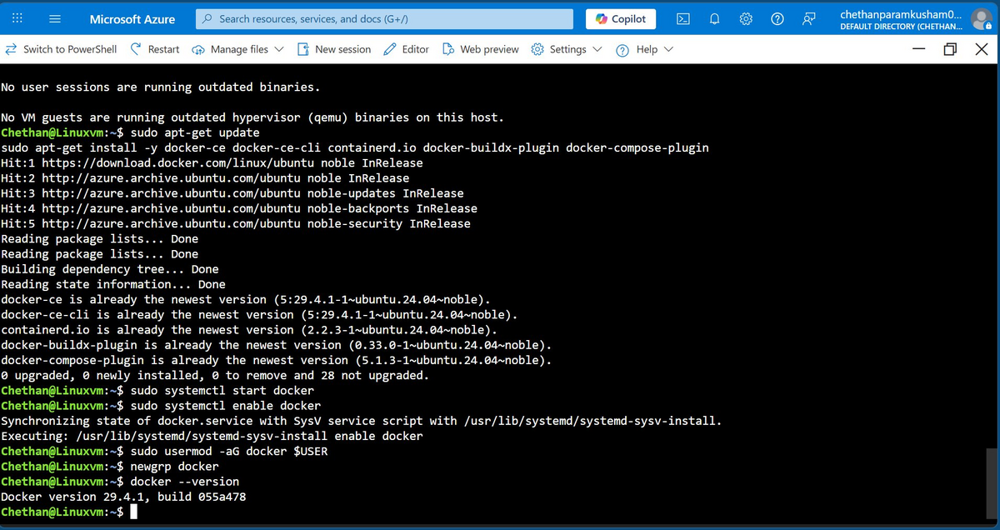 Microsoft Azure
Search resources, services, and docs (G+/)
Copilot
chethanparamkusham0...
DEFAULT DIRECTORY (CHETHAN...
Switch to PowerShell Restart Manage files New session Editor Web preview Settings Help
No user sessions are running outdated binaries.
No VM guests are running outdated hypervisor (qemu) binaries on this host.
Chethan@Linuxvm:~$ sudo apt-get update
sudo apt-get install -y docker-ce docker-ce-cli containerd.io docker-buildx-plugin docker-compose-plugin
Hit:1 https://download.docker.com/linux/ubuntu noble InRelease
Hit:2 http://azure.archive.ubuntu.com/ubuntu noble InRelease
Hit:3 http://azure.archive.ubuntu.com/ubuntu noble-updates InRelease
Hit:4 http://azure.archive.ubuntu.com/ubuntu noble-backports InRelease
Hit:5 http://azure.archive.ubuntu.com/ubuntu noble-security InRelease
Reading package lists... Done
Reading package lists... Done
Building dependency tree... Done
Reading state information... Done
docker-ce is already the newest version (5:29.4.1-1~ubuntu.24.04~noble).
docker-ce-cli is already the newest version (5:29.4.1-1~ubuntu.24.04~noble).
containerd.io is already the newest version (2.2.3-1~ubuntu.24.04~noble).
docker-buildx-plugin is already the newest version (0.33.0-1~ubuntu.24.04~noble).
docker-compose-plugin is already the newest version (5.1.3-1~ubuntu.24.04~noble).
0 upgraded, 0 newly installed, 0 to remove and 28 not upgraded.
Chethan@Linuxvm:~$ sudo systemctl start docker
Chethan@Linuxvm:~$ sudo systemctl enable docker
Synchronizing state of docker.service with SysV service script with /usr/lib/systemd/systemd-sysv-install.
Executing: /usr/lib/systemd/systemd-sysv-install enable docker
Chethan@Linuxvm:~$ sudo usermod -aG docker $USER
Chethan@Linuxvm:~$ newgrp docker
Chethan@Linuxvm:~$ docker --version
Docker version 29.4.1, build 055a478
Chethan@Linuxvm:~$